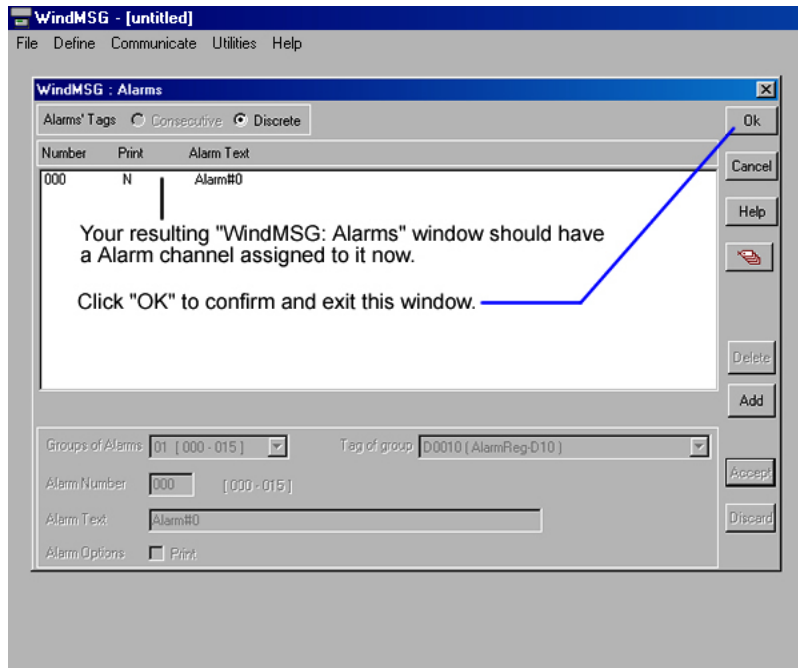 WindMSG - [untitled]
File Define Communicate Utilities Help
WindMSG : Alarms
Alarms' Tags Consecutive Discrete
Ok
Number Print Alarm Text
Cancel
000 N Alarm#0
Help
Your resulting "WindMSG: Alarms" window should have
a Alarm channel assigned to it now.
Click "OK" to confirm and exit this window.
Delete
Add
Groups of Alarms 01 [ 000 - 015 ] Tag of group D0010 ( AlarmReg-D10 )
Alarm Number 000 [ 000 - 015 ]
Accept
Alarm Text Alarm#0
Discard
Alarm Options Print